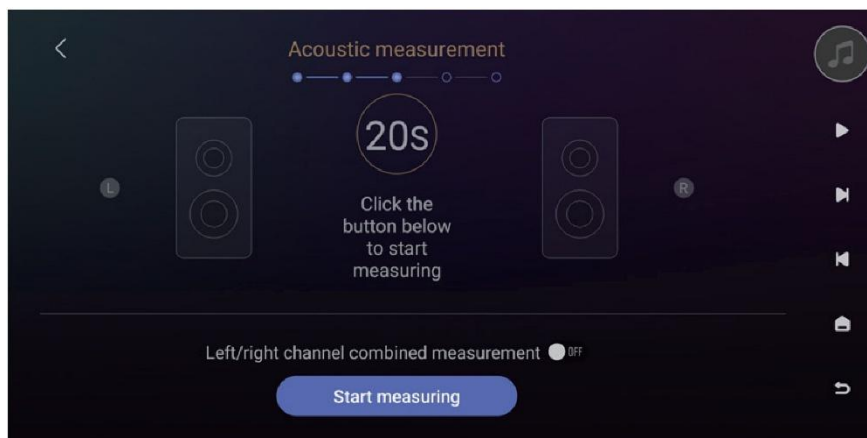 Acoustic measurement
20s
L
R
Click the
button below
to start
measuring
Left/right channel combined measurement OFF
Start measuring